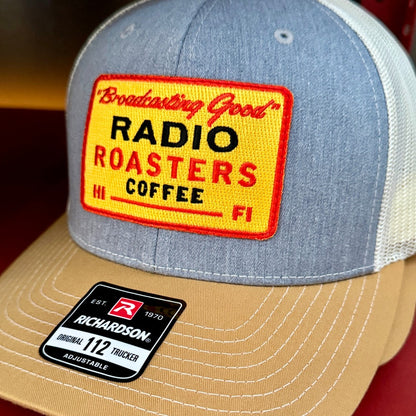 "Broadcasting Good"
RADIO
ROASTERS
COFFEE
HI FI
EST. R 1970
RICHARDSON®
ORIGINAL 112 TRUCKER
ADJUSTABLE